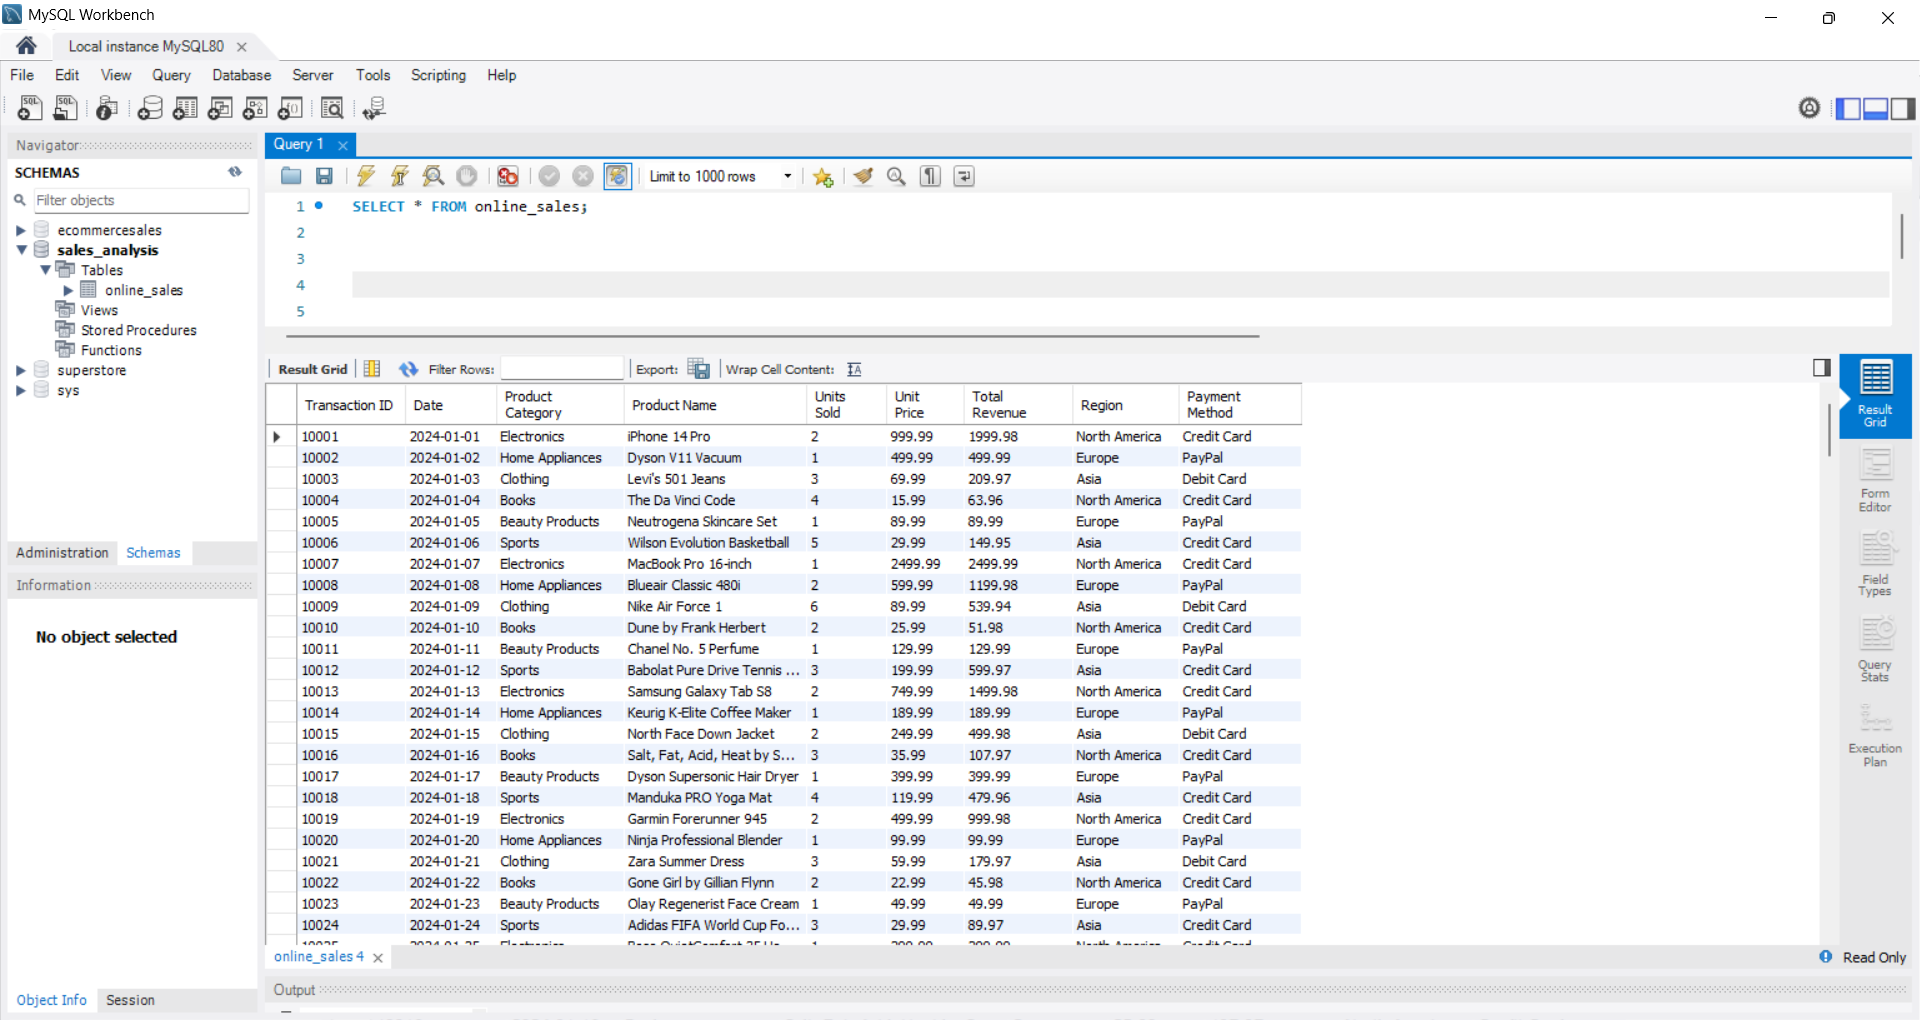 MySQL Workbench
Local instance MySQL80
File Edit View Query Database Server Tools Scripting Help
Navigator
SCHEMAS
Filter objects
ecommercesales
sales_analysis
Tables
online_sales
Views
Stored Procedures
Functions
superstore
sys
Administration Schemas
Information
No object selected
Object Info Session
Query 1
Limit to 1000 rows
1 SELECT * FROM online_sales;
2
3
4
5
Result Grid Filter Rows: Export: Wrap Cell Content:
Transaction ID Date Product Category Product Name Units Sold Unit Price Total Revenue Region Payment Method
10001 2024-01-01 Electronics iPhone 14 Pro 2 999.99 1999.98 North America Credit Card
10002 2024-01-02 Home Appliances Dyson V11 Vacuum 1 499.99 499.99 Europe PayPal
10003 2024-01-03 Clothing Levi's 501 Jeans 3 69.99 209.97 Asia Debit Card
10004 2024-01-04 Books The Da Vinci Code 4 15.99 63.96 North America Credit Card
10005 2024-01-05 Beauty Products Neutrogena Skincare Set 1 89.99 89.99 Europe PayPal
10006 2024-01-06 Sports Wilson Evolution Basketball 5 29.99 149.95 Asia Credit Card
10007 2024-01-07 Electronics MacBook Pro 16-inch 1 2499.99 2499.99 North America Credit Card
10008 2024-01-08 Home Appliances Blueair Classic 480i 2 599.99 1199.98 Europe PayPal
10009 2024-01-09 Clothing Nike Air Force 1 6 89.99 539.94 Asia Debit Card
10010 2024-01-10 Books Dune by Frank Herbert 2 25.99 51.98 North America Credit Card
10011 2024-01-11 Beauty Products Chanel No. 5 Perfume 1 129.99 129.99 Europe PayPal
10012 2024-01-12 Sports Babolat Pure Drive Tennis ... 3 199.99 599.97 Asia Credit Card
10013 2024-01-13 Electronics Samsung Galaxy Tab S8 2 749.99 1499.98 North America Credit Card
10014 2024-01-14 Home Appliances Keurig K-Elite Coffee Maker 1 189.99 189.99 Europe PayPal
10015 2024-01-15 Clothing North Face Down Jacket 2 249.99 499.98 Asia Debit Card
10016 2024-01-16 Books Salt, Fat, Acid, Heat by S... 3 35.99 107.97 North America Credit Card
10017 2024-01-17 Beauty Products Dyson Supersonic Hair Dryer 1 399.99 399.99 Europe PayPal
10018 2024-01-18 Sports Manduka PRO Yoga Mat 4 119.99 479.96 Asia Credit Card
10019 2024-01-19 Electronics Garmin Forerunner 945 2 499.99 999.98 North America Credit Card
10020 2024-01-20 Home Appliances Ninja Professional Blender 1 99.99 99.99 Europe PayPal
10021 2024-01-21 Clothing Zara Summer Dress 3 59.99 179.97 Asia Debit Card
10022 2024-01-22 Books Gone Girl by Gillian Flynn 2 22.99 45.98 North America Credit Card
10023 2024-01-23 Beauty Products Olay Regenerist Face Cream 1 49.99 49.99 Europe PayPal
10024 2024-01-24 Sports Adidas FIFA World Cup Fo... 3 29.99 89.97 Asia Credit Card
Result Grid
Form Editor
Field Types
Query Stats
Execution Plan
online_sales 4
Read Only
Output